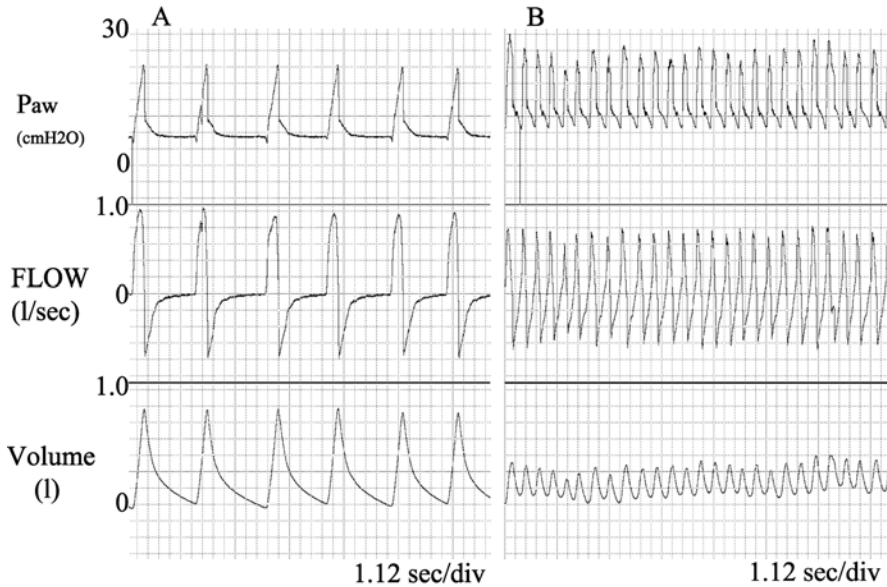 A
B
30
Paw
(cmH2O)
0
1.0
FLOW
(l/sec)
0
1.0
Volume
(l)
0
1.12 sec/div
1.12 sec/div